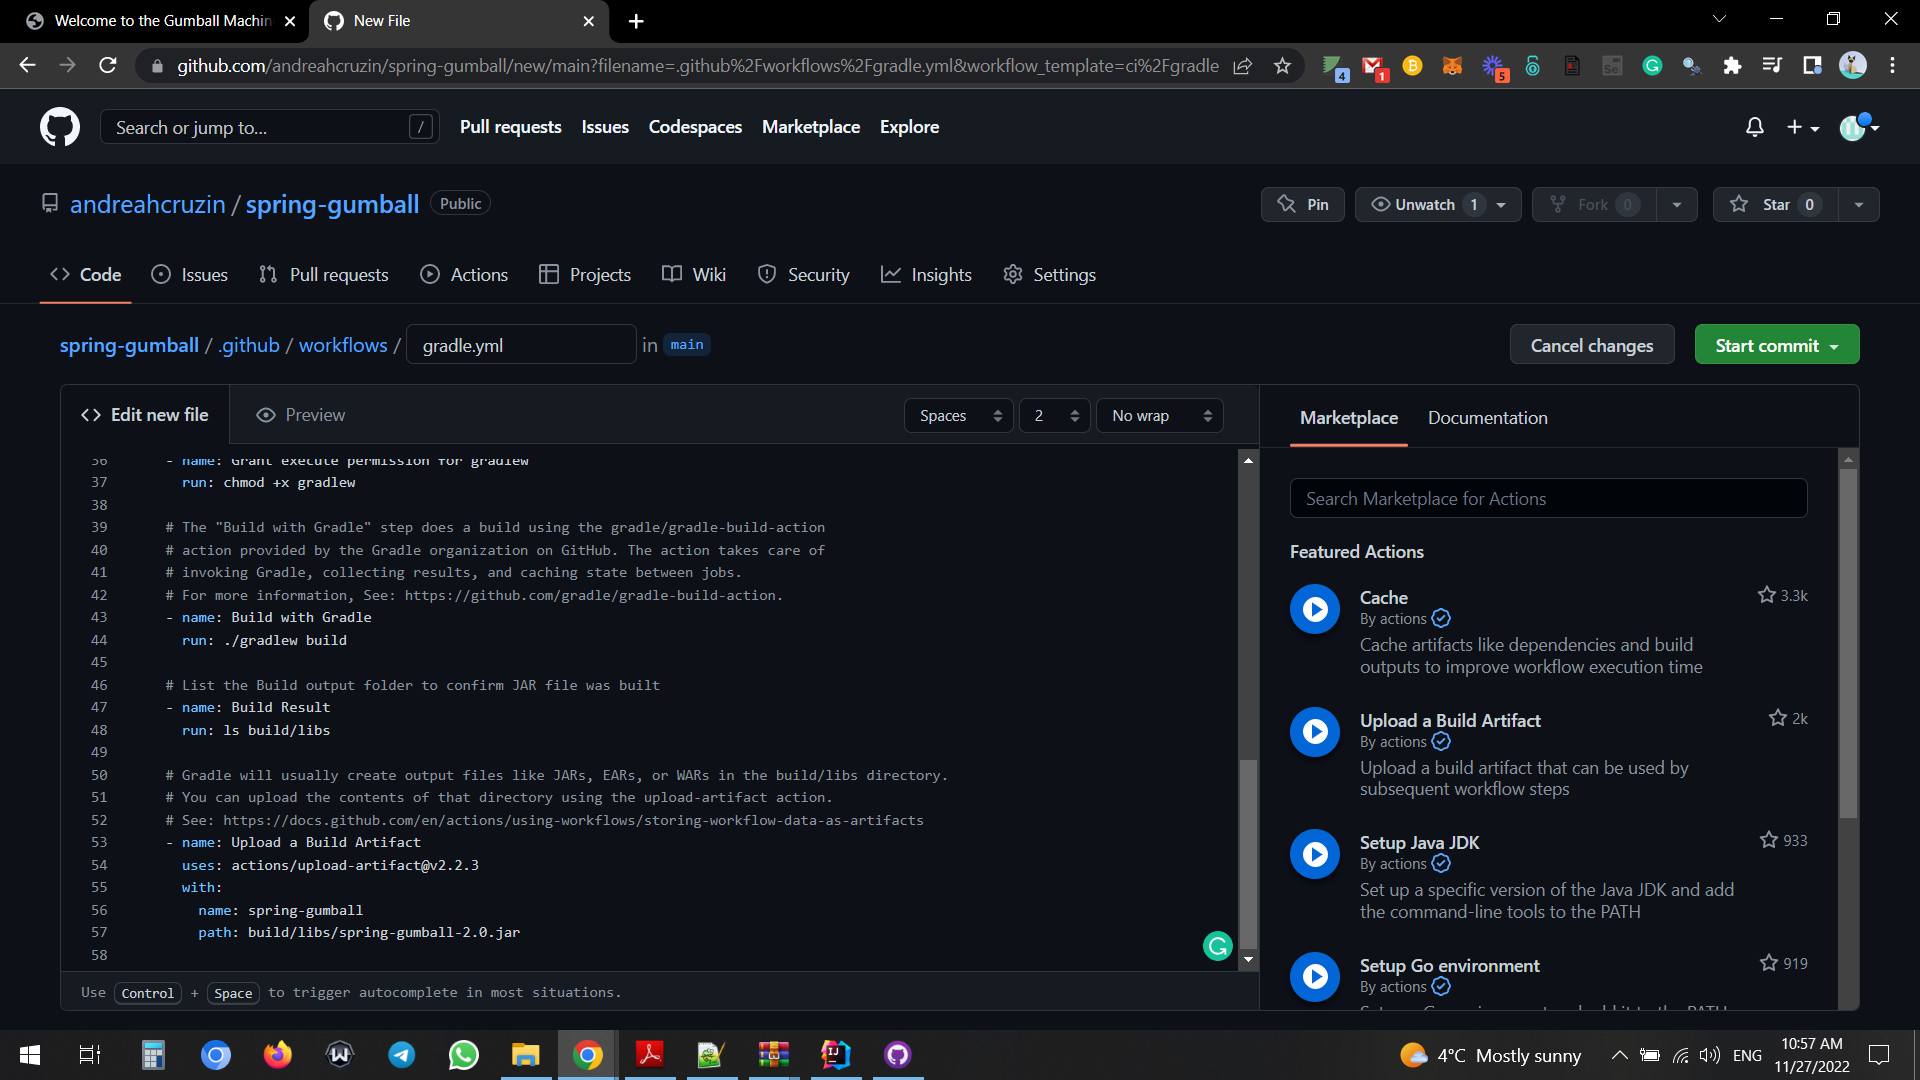 Welcome to the Gumball Machin
New File
github.com/andreahcruzin/spring-gumball/new/main?filename=.github%2Fworkflows%2Fgradle.yml&workflow_template=ci%2Fgradle
4
1
5
Search or jump to... /
Pull requests Issues Codespaces Marketplace Explore
andreahcruzin / spring-gumball Public
Pin Unwatch 1 Fork 0 Star 0
Code Issues Pull requests Actions Projects Wiki Security Insights Settings
spring-gumball / .github / workflows / gradle.yml in main
Cancel changes Start commit
Edit new file Preview
Spaces 2 No wrap
36 - name: Grant execute permission for gradlew
37 run: chmod +x gradlew
38
39 # The "Build with Gradle" step does a build using the gradle/gradle-build-action
40 # action provided by the Gradle organization on GitHub. The action takes care of
41 # invoking Gradle, collecting results, and caching state between jobs.
42 # For more information, See: https://github.com/gradle/gradle-build-action.
43 - name: Build with Gradle
44 run: ./gradlew build
45
46 # List the Build output folder to confirm JAR file was built
47 - name: Build Result
48 run: ls build/libs
49
50 # Gradle will usually create output files like JARs, EARs, or WARs in the build/libs directory.
51 # You can upload the contents of that directory using the upload-artifact action.
52 # See: https://docs.github.com/en/actions/using-workflows/storing-workflow-data-as-artifacts
53 - name: Upload a Build Artifact
54 uses: actions/upload-artifact@v2.2.3
55 with:
56 name: spring-gumball
57 path: build/libs/spring-gumball-2.0.jar
58
Use Control + Space to trigger autocomplete in most situations.
Marketplace Documentation
Search Marketplace for Actions
Featured Actions
Cache 3.3k
By actions
Cache artifacts like dependencies and build
outputs to improve workflow execution time
Upload a Build Artifact 2k
By actions
Upload a build artifact that can be used by
subsequent workflow steps
Setup Java JDK 933
By actions
Set up a specific version of the Java JDK and add
the command-line tools to the PATH
Setup Go environment 919
By actions
4°C Mostly sunny
ENG
10:57 AM
11/27/2022